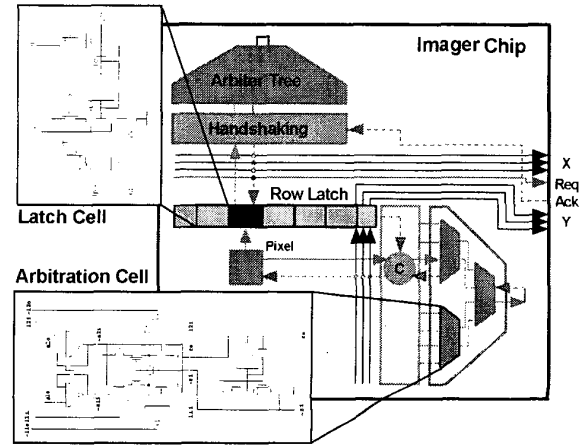 Imager Chip
Arbiter Tree
Handshaking
X
Req
Ack
Row Latch
Y
Latch Cell
Pixel
C
Arbitration Cell